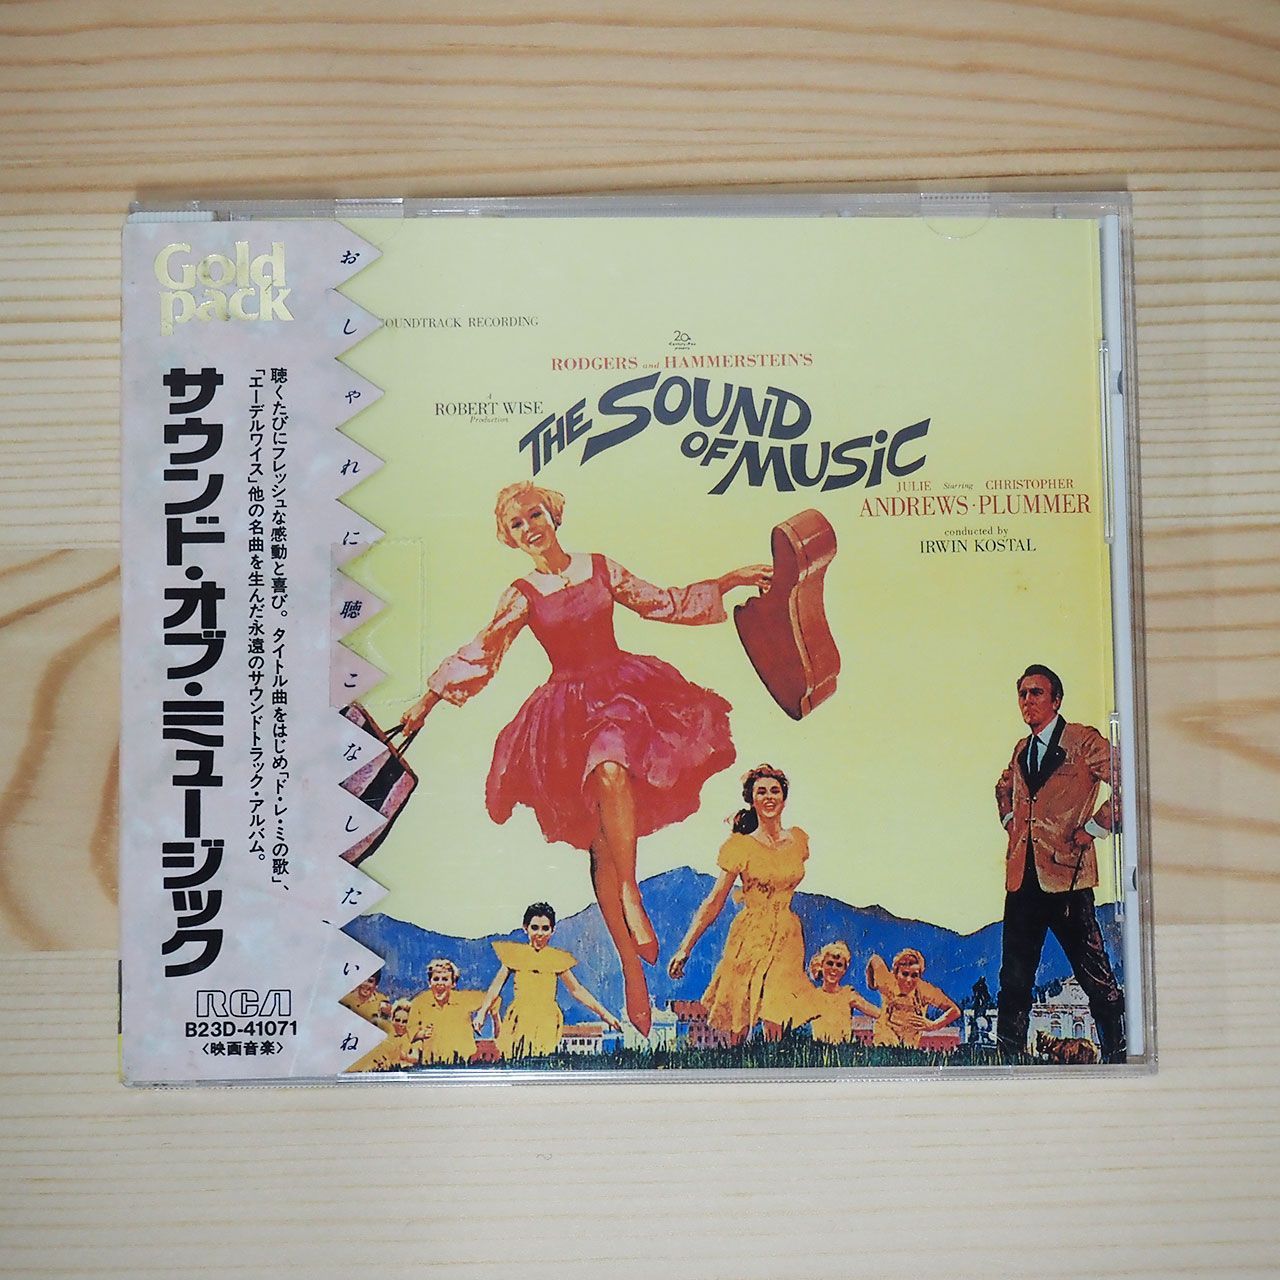 Gold
pack
サウンド・オブ・ミュージック
聴くたびにフレッシュな感動と喜び。タイトル曲をはじめ「ド・レ・ミの歌」、
「エーデルワイス」他の名曲を生んだ永遠のサウンドトラック・アルバム。
RCA
B23D-41071
〈映画音楽〉
おしゃれに聴こなしたいね
SOUNDTRACK RECORDING
20th
RODGERS and HAMMERSTEIN'S
A
ROBERT WISE
Production
THE SOUND
OF MUSIC
JULIE Starring CHRISTOPHER
ANDREWS·PLUMMER
conducted by
IRWIN KOSTAL